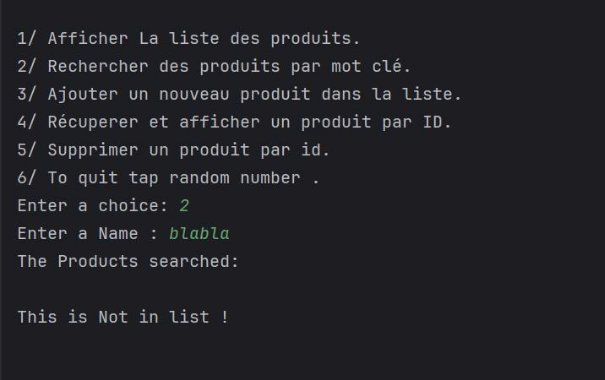 1/ Afficher La liste des produits.
2/ Rechercher des produits par mot clé.
3/ Ajouter un nouveau produit dans la liste.
4/ Récuperer et afficher un produit par ID.
5/ Supprimer un produit par id.
6/ To quit tap random number .
Enter a choice: 2
Enter a Name : blabla
The Products searched:
This is Not in list !